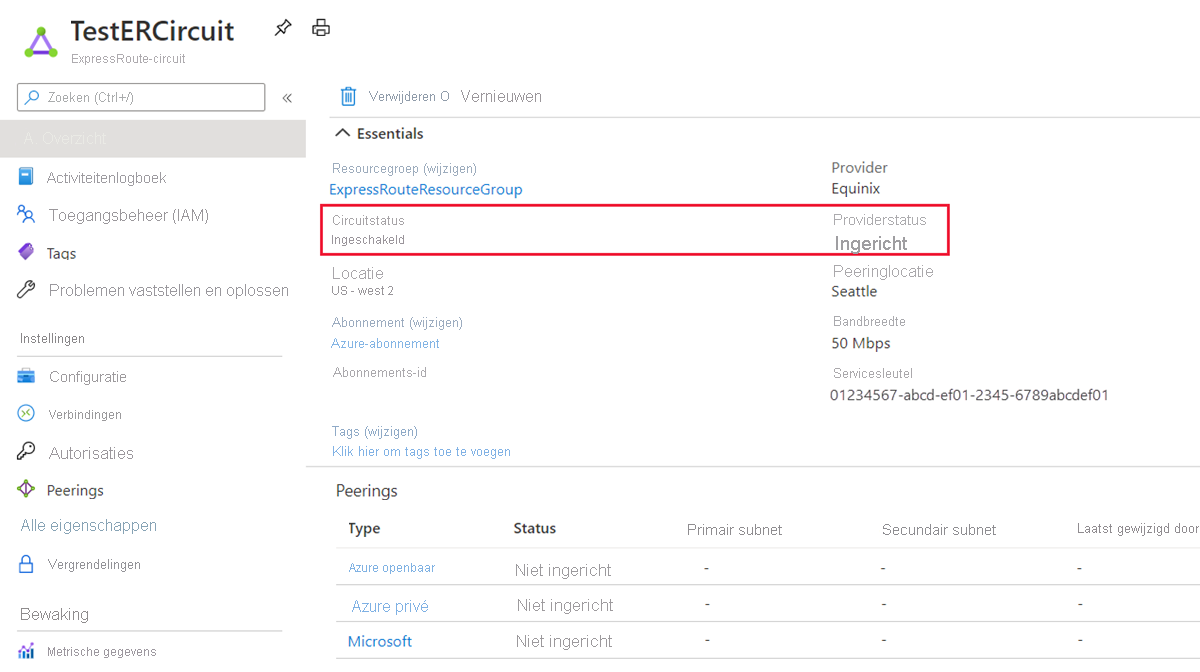 TestERCircuit
ExpressRoute-circuit
Zoeken (Ctrl+/)
«
Verwijderen O Vernieuwen
A. Overzicht
Activiteitenlogboek
Toegangsbeheer (IAM)
Tags
Problemen vaststellen en oplossen
Instellingen
Configuratie
Verbindingen
Autorisaties
Peerings
Alle eigenschappen
Vergrendelingen
Bewaking
Metrische gegevens
Essentials
Resourcegroep (wijzigen)
ExpressRouteResourceGroup
Circuitstatus
Ingeschakeld
Locatie
US - west 2
Abonnement (wijzigen)
Azure-abonnement
Abonnements-id
Tags (wijzigen)
Klik hier om tags toe te voegen
Provider
Equinix
Providerstatus
Ingericht
Peeringlocatie
Seattle
Bandbreedte
50 Mbps
Servicesleutel
01234567-abcd-ef01-2345-6789abcdef01
Peerings
Type Status Primair subnet Secundair subnet Laatst gewijzigd door
Azure openbaar Niet ingericht - - -
Azure privé Niet ingericht - - -
Microsoft Niet ingericht - - -